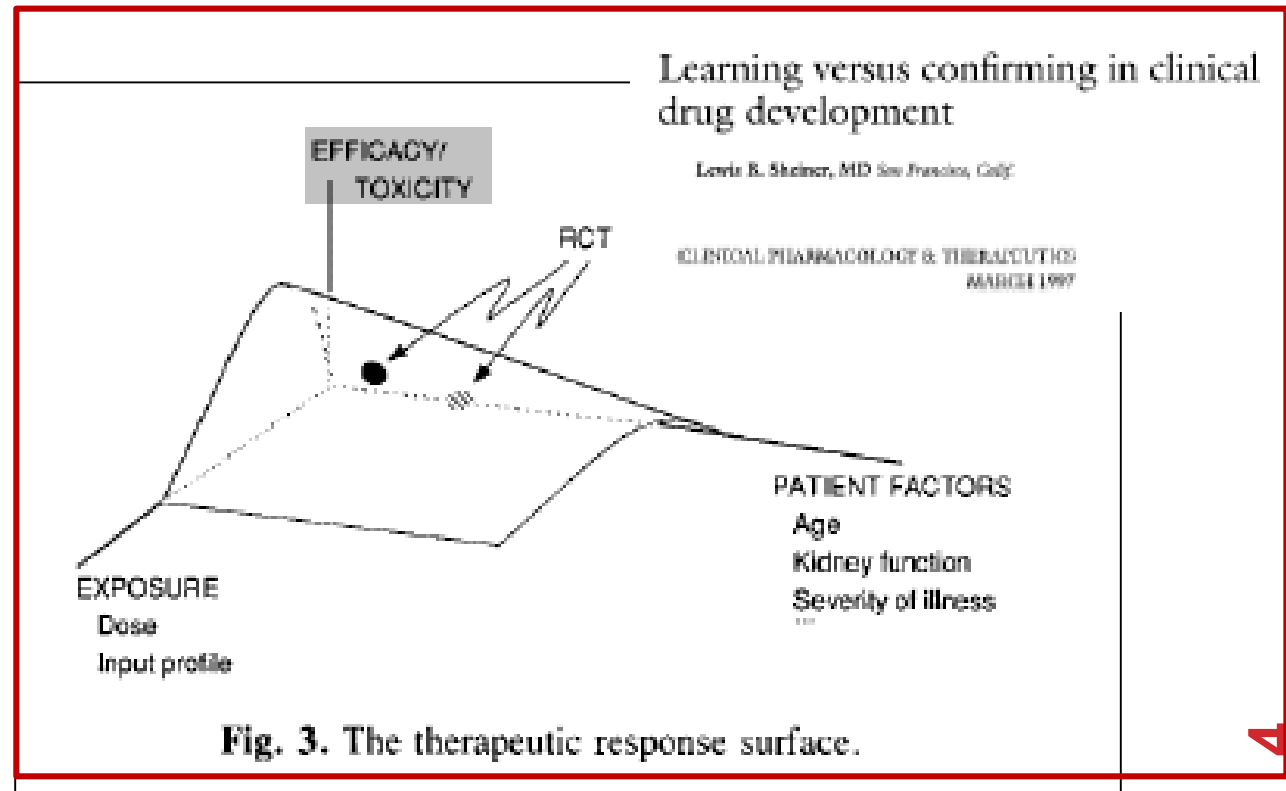 Learning versus confirming in clinical
drug development
Lewis B. Sheiner, MD San Francisco, Calif.
CLINICAL PHARMACOLOGY & THERAPEUTICS
MARCH 1997
EFFICACY/
TOXICITY
RCT
PATIENT FACTORS
Age
Kidney function
Severity of illness
...
EXPOSURE
Dose
Input profile
Fig. 3. The therapeutic response surface.